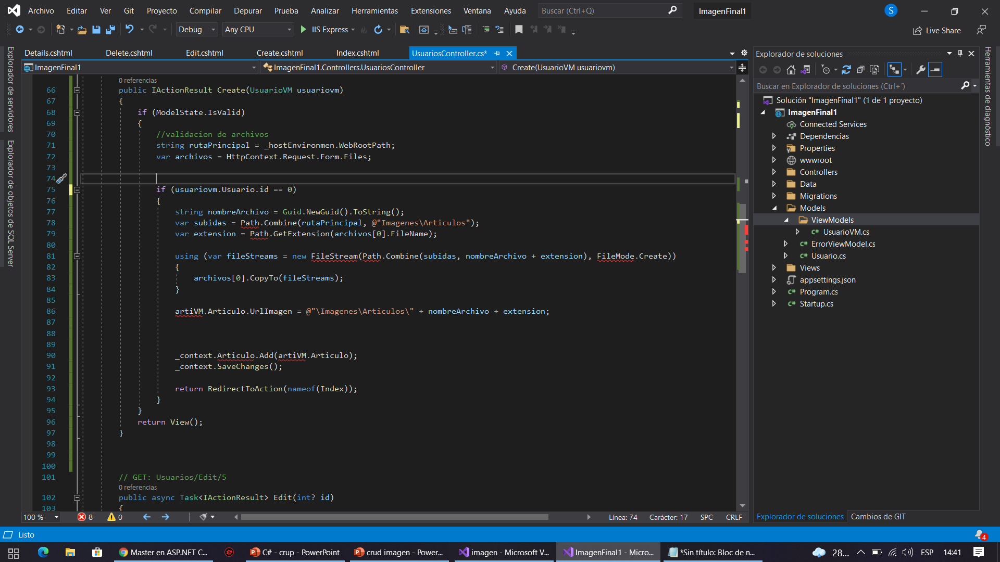 Archivo Editar Ver Git Proyecto Compilar Depurar Prueba Analizar Herramientas Extensiones Ventana Ayuda Buscar (Ctrl+Q) ImagenFinal1 S
Debug Any CPU IIS Express Live Share
Details.cshtml Delete.cshtml Edit.cshtml Create.cshtml Index.cshtml UsuariosController.cs*
ImagenFinal1 ImagenFinal1.Controllers.UsuariosController Create(UsuarioVM usuariovm)
Explorador de servidores
Explorador de objetos de SQL Server
0 referencias
66 public IActionResult Create(UsuarioVM usuariovm)
67 {
68 if (ModelState.IsValid)
69 {
70 //validacion de archivos
71 string rutaPrincipal = _hostEnvironmen.WebRootPath;
72 var archivos = HttpContext.Request.Form.Files;
73
74
75 if (usuariovm.Usuario.id == 0)
76 {
77 string nombreArchivo = Guid.NewGuid().ToString();
78 var subidas = Path.Combine(rutaPrincipal, @"Imagenes\Articulos");
79 var extension = Path.GetExtension(archivos[0].FileName);
80
81 using (var fileStreams = new FileStream(Path.Combine(subidas, nombreArchivo + extension), FileMode.Create))
82 {
83 archivos[0].CopyTo(fileStreams);
84 }
85
86 artiVM.Articulo.UrlImagen = @"\Imagenes\Articulos\" + nombreArchivo + extension;
87
88
89
90 _context.Articulo.Add(artiVM.Articulo);
91 _context.SaveChanges();
92
93 return RedirectToAction(nameof(Index));
94 }
95 }
96 return View();
97 }
98
99
100
101 // GET: Usuarios/Edit/5
0 referencias
102 public async Task<IActionResult> Edit(int? id)
103 {
100 % 8 0 Línea: 74 Carácter: 17 SPC CRLF
Explorador de soluciones
Buscar en Explorador de soluciones (Ctrl+´)
Solución "ImagenFinal1" (1 de 1 proyecto)
ImagenFinal1
Connected Services
Dependencias
Properties
wwwroot
Controllers
Data
Migrations
Models
ViewModels
C# UsuarioVM.cs
C# ErrorViewModel.cs
C# Usuario.cs
Views
appsettings.json
C# Program.cs
C# Startup.cs
Explorador de soluciones Cambios de GIT
Herramientas de diagnóstico
Listo 4
Master en ASP.NET C... C# - crup - PowerPoint crud imagen - Power... imagen - Microsoft V... ImagenFinal1 - Micro... *Sin título: Bloc de n... 28... ESP 14:41